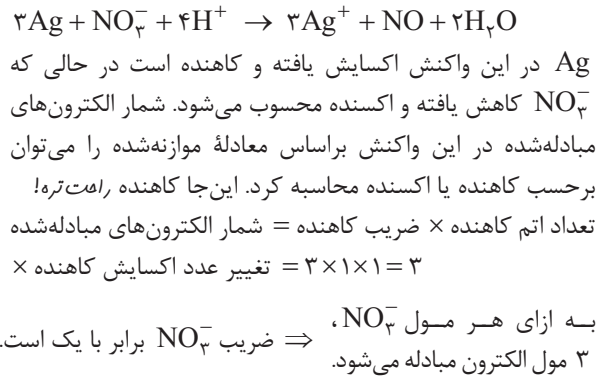 ۳Ag + NO₃⁻ + ۴H⁺ → ۳Ag⁺ + NO + ۲H₂O
Ag در این واکنش اکسایش یافته و کاهنده است در حالی که
NO₃⁻ کاهش یافته و اکسنده محسوب می‌شود. شمار الکترون‌های
مبادله‌شده در این واکنش براساس معادلهٔ موازنه‌شده را می‌توان
برحسب کاهنده یا اکسنده محاسبه کرد. این‌جا کاهنده راحت‌تره!
تعداد اتم کاهنده × ضریب کاهنده = شمار الکترون‌های مبادله‌شده
۳ × ۱ × ۱ = ۳ = تغییر عدد اکسایش کاهنده ×
به ازای هر مول NO₃⁻، ⇐ ضریب NO₃⁻ برابر با یک است.
۳ مول الکترون مبادله می‌شود.